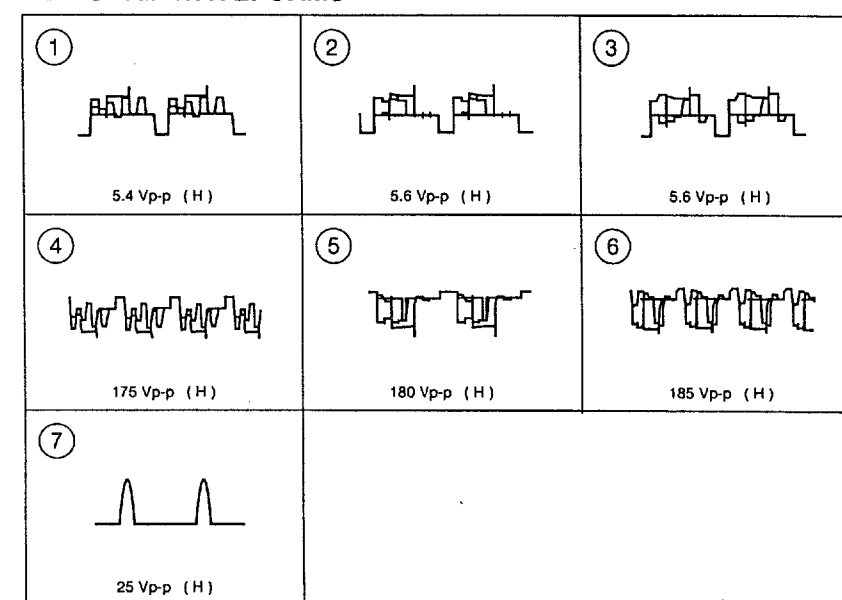 1
2
3
5.4 Vp-p (H)
5.6 Vp-p (H)
5.6 Vp-p (H)
4
5
6
175 Vp-p (H)
180 Vp-p (H)
185 Vp-p (H)
7
25 Vp-p (H)